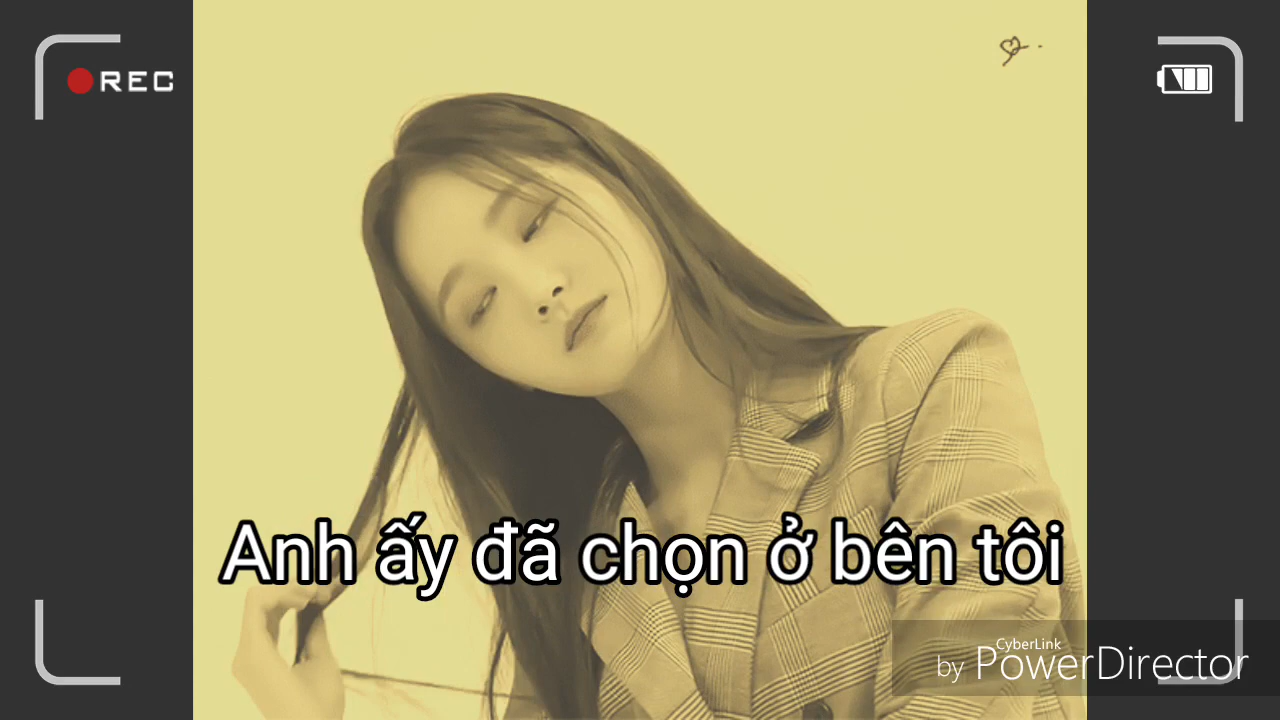 REC
Anh ấy đã chọn ở bên tôi
CyberLink
by PowerDirector